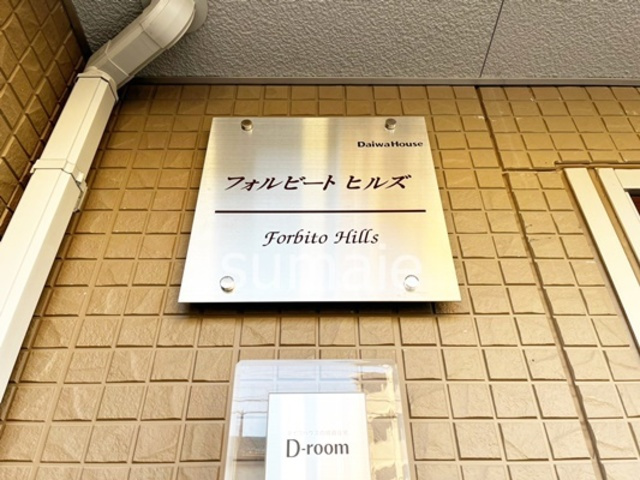 DaiwaHouse
フォルビート ヒルズ
Forbito Hills
sumaie
D-room